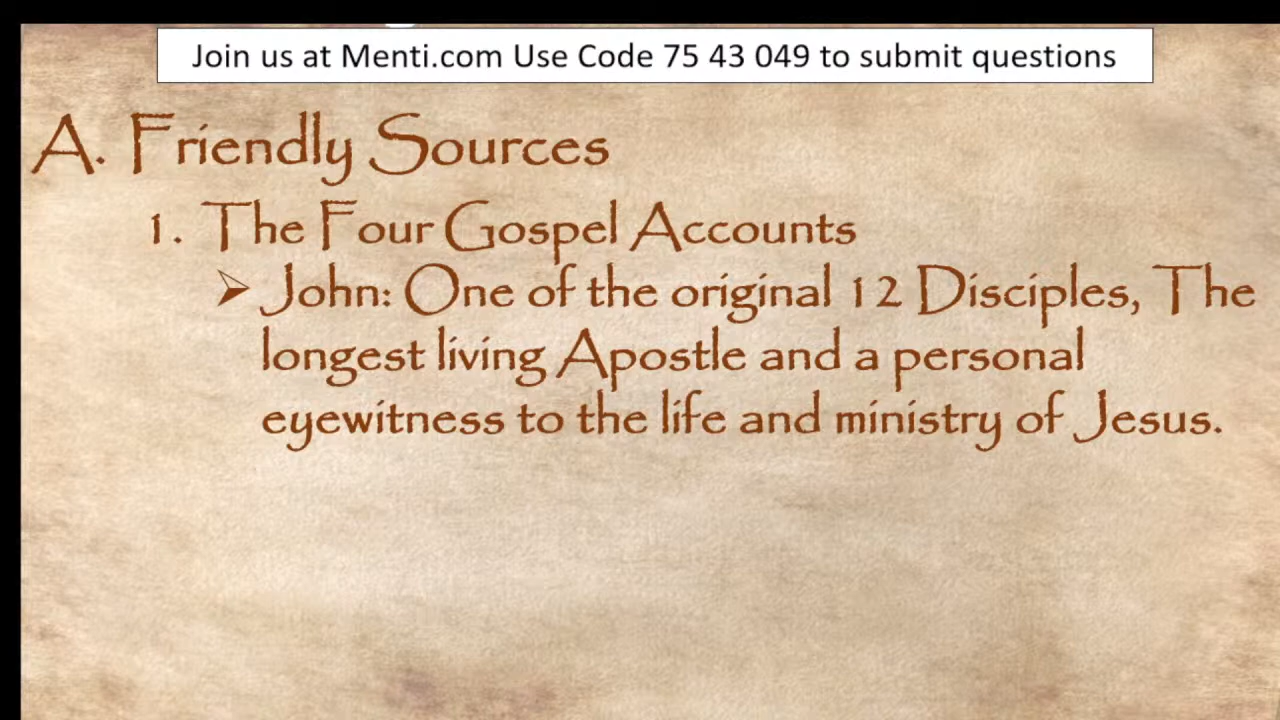 Join us at Menti.com Use Code 75 43 049 to submit questions
A. Friendly Sources
1. The Four Gospel Accounts
➢ John: One of the original 12 Disciples, The
longest living Apostle and a personal
eyewitness to the life and ministry of Jesus.